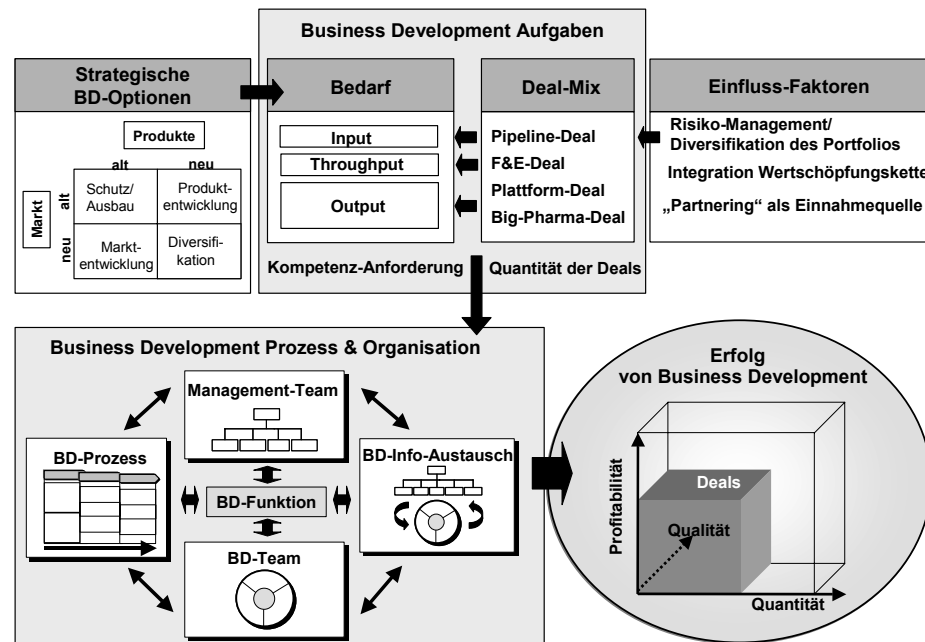 Business Development Aufgaben
Strategische
BD-Optionen
Produkte
alt
neu
Markt
alt
neu
Schutz/
Ausbau
Produkt-
entwicklung
Markt-
entwicklung
Diversifi-
kation
Bedarf
Input
Throughput
Output
Kompetenz-Anforderung
Deal-Mix
Pipeline-Deal
F&E-Deal
Plattform-Deal
Big-Pharma-Deal
Quantität der Deals
Einfluss-Faktoren
Risiko-Management/
Diversifikation des Portfolios
Integration Wertschöpfungskette
„Partnering" als Einnahmequelle
Business Development Prozess & Organisation
Management-Team
BD-Prozess
BD-Funktion
BD-Info-Austausch
BD-Team
Erfolg
von Business Development
Profitabilität
Deals
Qualität
Quantität